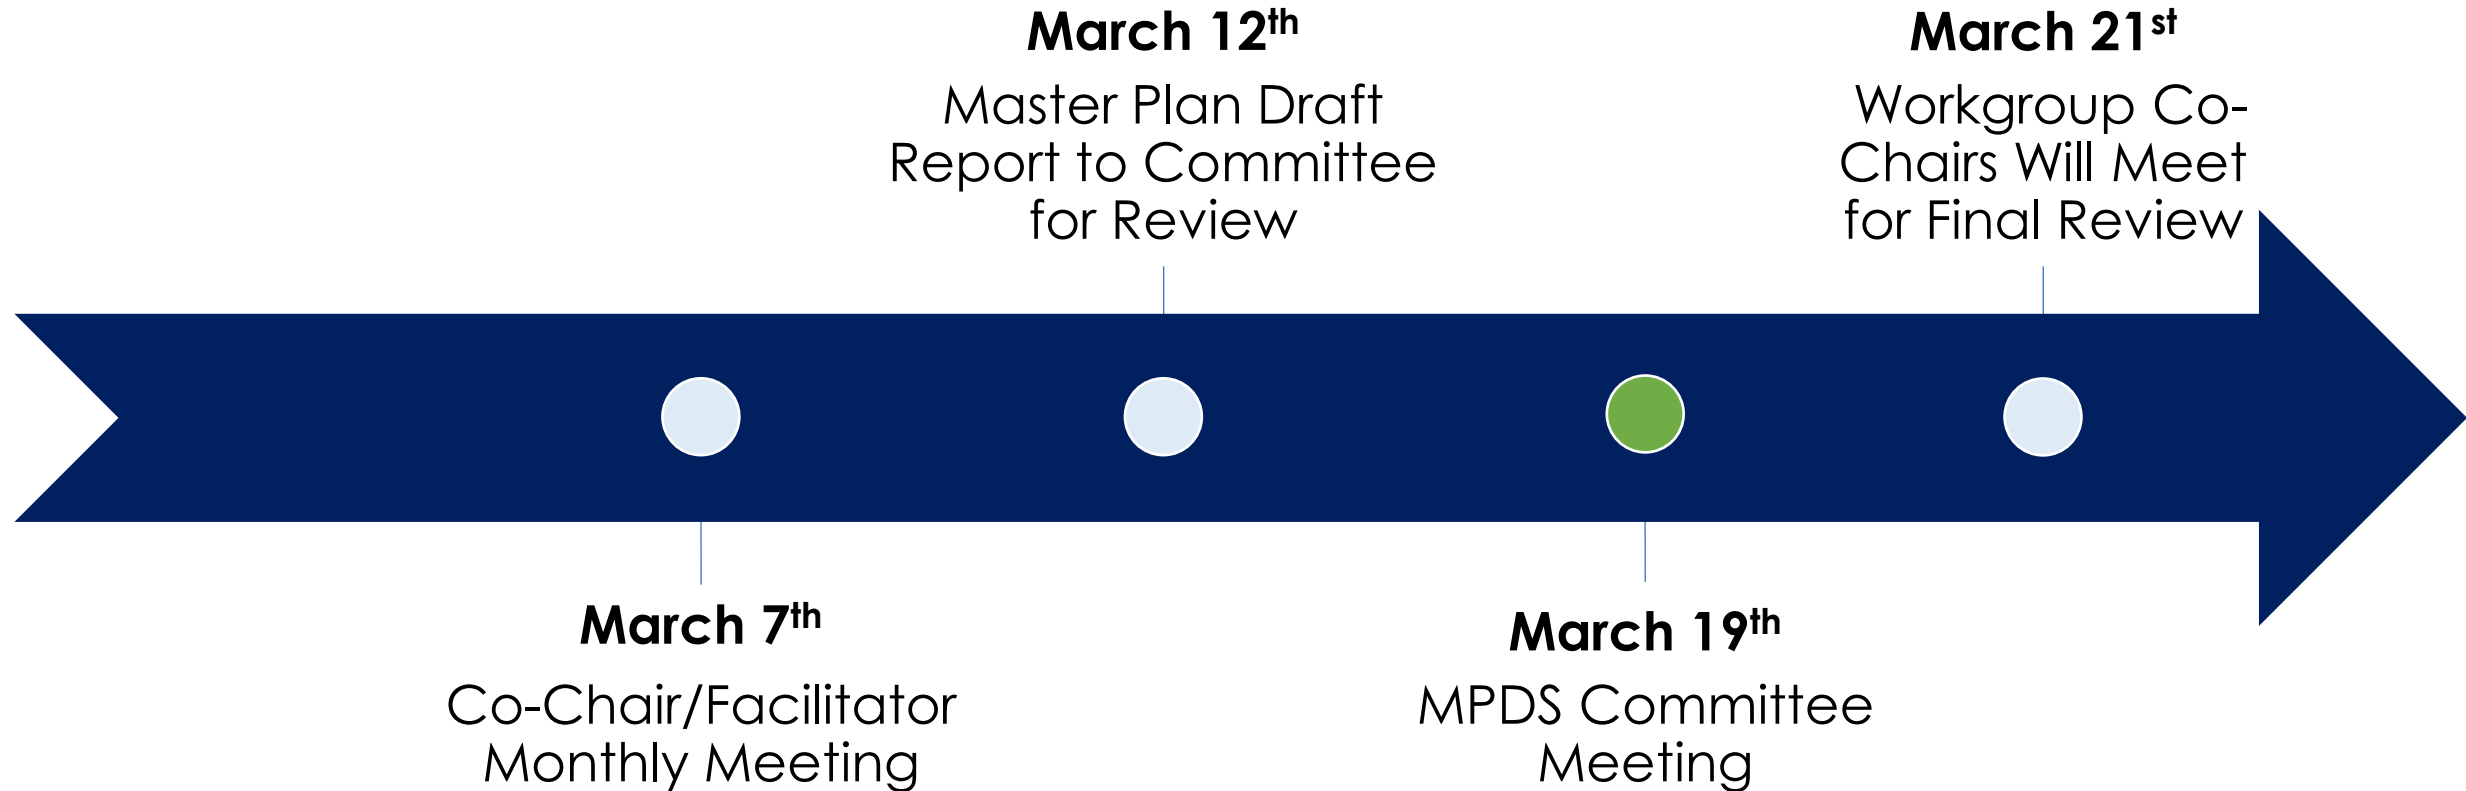 March 12th
Master Plan Draft
Report to Committee
for Review
March 21st
Workgroup Co-
Chairs Will Meet
for Final Review
March 7th
Co-Chair/Facilitator
Monthly Meeting
March 19th
MPDS Committee
Meeting